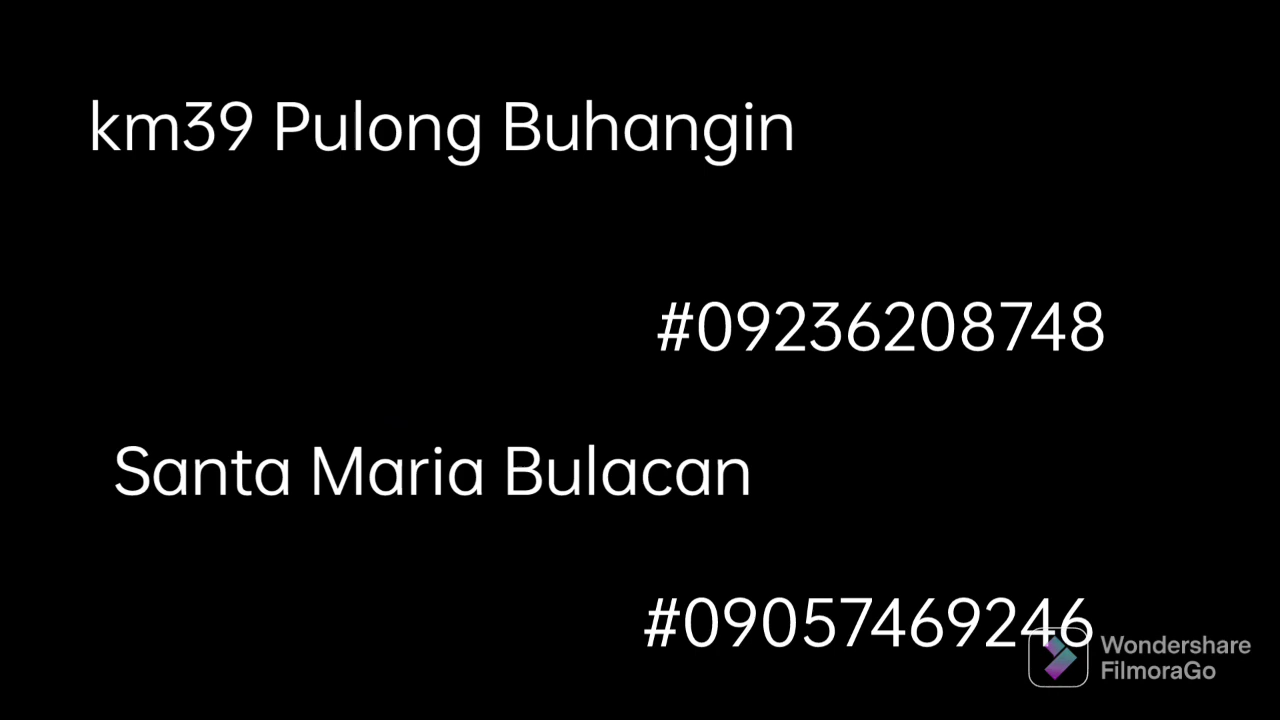 km39 Pulong Buhangin
#09236208748
Santa Maria Bulacan
#09057469246
Wondershare
FilmoraGo